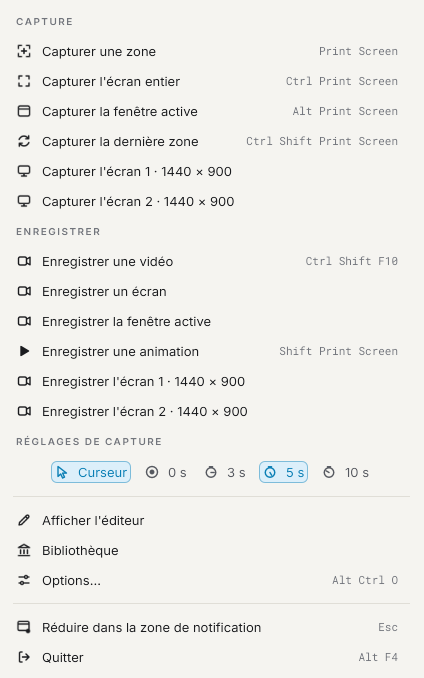 CAPTURE
Capturer une zone Print Screen
Capturer l'écran entier Ctrl Print Screen
Capturer la fenêtre active Alt Print Screen
Capturer la dernière zone Ctrl Shift Print Screen
Capturer l'écran 1 · 1440 × 900
Capturer l'écran 2 · 1440 × 900
ENREGISTRER
Enregistrer une vidéo Ctrl Shift F10
Enregistrer un écran
Enregistrer la fenêtre active
Enregistrer une animation Shift Print Screen
Enregistrer l'écran 1 · 1440 × 900
Enregistrer l'écran 2 · 1440 × 900
RÉGLAGES DE CAPTURE
Curseur 0 s 3 s 5 s 10 s
Afficher l'éditeur
Bibliothèque
Options... Alt Ctrl O
Réduire dans la zone de notification Esc
Quitter Alt F4